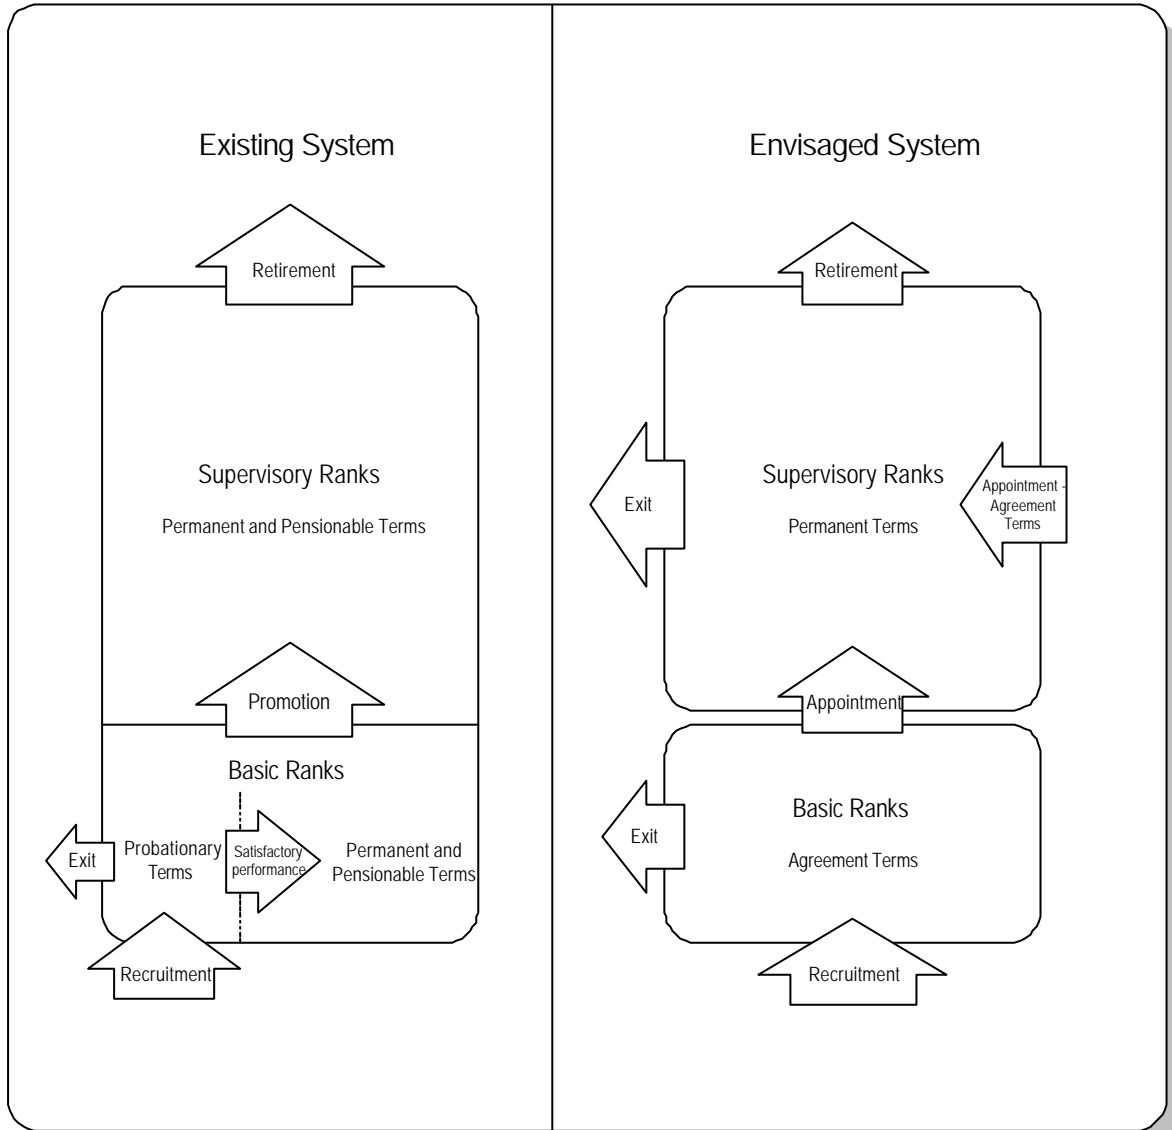 Existing System
Retirement
Supervisory Ranks
Permanent and Pensionable Terms
Promotion
Basic Ranks
Exit
Probationary
Terms
Satisfactory
performance
Permanent and
Pensionable Terms
Recruitment
Envisaged System
Retirement
Exit
Supervisory Ranks
Permanent Terms
Appointment -
Agreement
Terms
Appointment
Exit
Basic Ranks
Agreement Terms
Recruitment